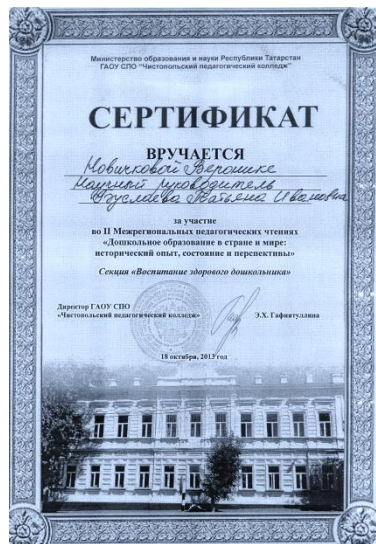 Министерство образования и науки Республики Татарстан
ГАОУ СПО "Чистопольский педагогический колледж"
СЕРТИФИКАТ
ВРУЧАЕТСЯ
Новичковой Веронике
Научный руководитель
Татьяна Ивановна
за участие
во II Межрегиональных педагогических чтениях
«Дошкольное образование в стране и мире:
исторический опыт, состояние и перспективы»
Секция «Воспитание здорового дошкольника»
Директор ГАОУ СПО
«Чистопольский педагогический колледж»
Э.Х. Гафиятуллина
18 октября, 2013 год